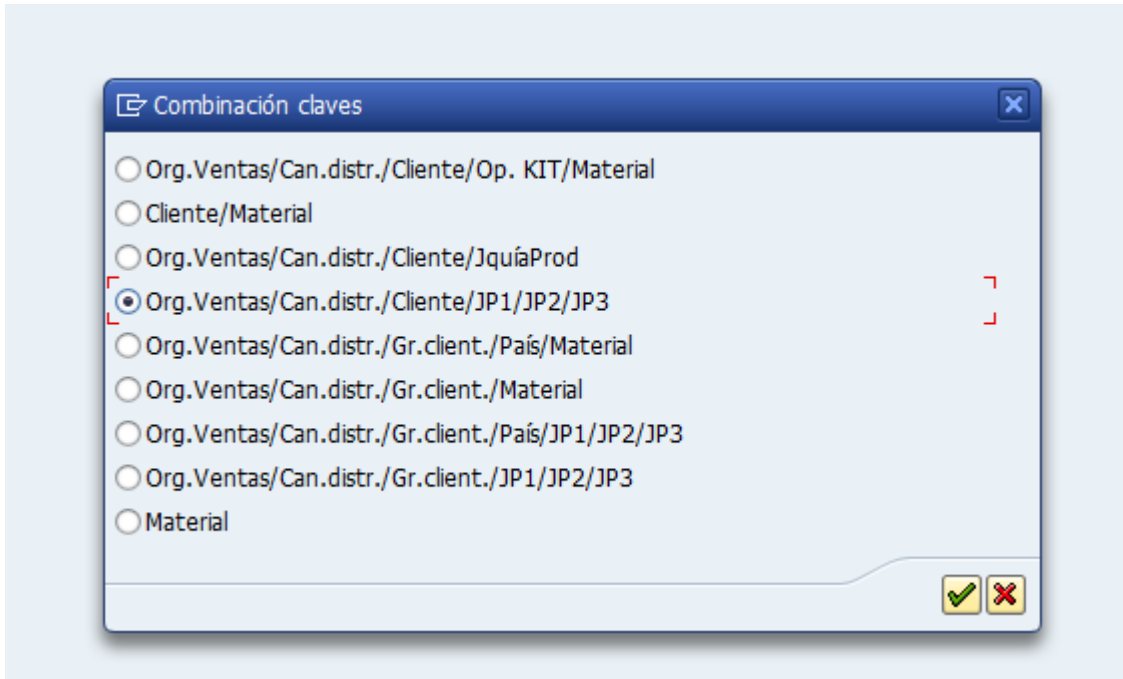 Combinación claves
Org.Ventas/Can.distr./Cliente/Op. KIT/Material
Cliente/Material
Org.Ventas/Can.distr./Cliente/JquíaProd
Org.Ventas/Can.distr./Cliente/JP1/JP2/JP3
Org.Ventas/Can.distr./Gr.client./País/Material
Org.Ventas/Can.distr./Gr.client./Material
Org.Ventas/Can.distr./Gr.client./País/JP1/JP2/JP3
Org.Ventas/Can.distr./Gr.client./JP1/JP2/JP3
Material